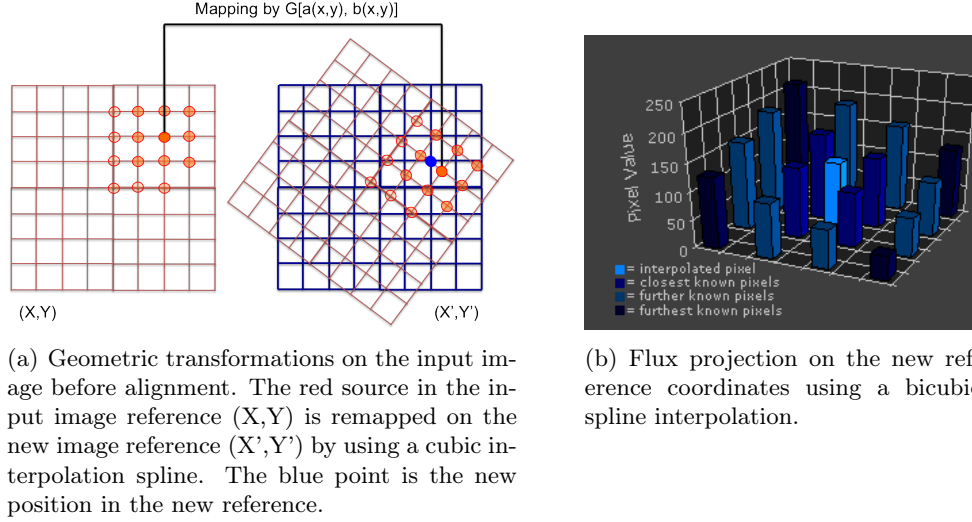 Mapping by G[a(x,y), b(x,y)]
(X,Y)
(X',Y')
250
200
150
100
50
0
Pixel Value
= interpolated pixel
= closest known pixels
= further known pixels
= furthest known pixels
(a) Geometric transformations on the input im-
age before alignment. The red source in the in-
put image reference (X,Y) is remapped on the
new image reference (X',Y') by using a cubic in-
terpolation spline. The blue point is the new
position in the new reference.
(b) Flux projection on the new ref-
erence coordinates using a bicubic
spline interpolation.